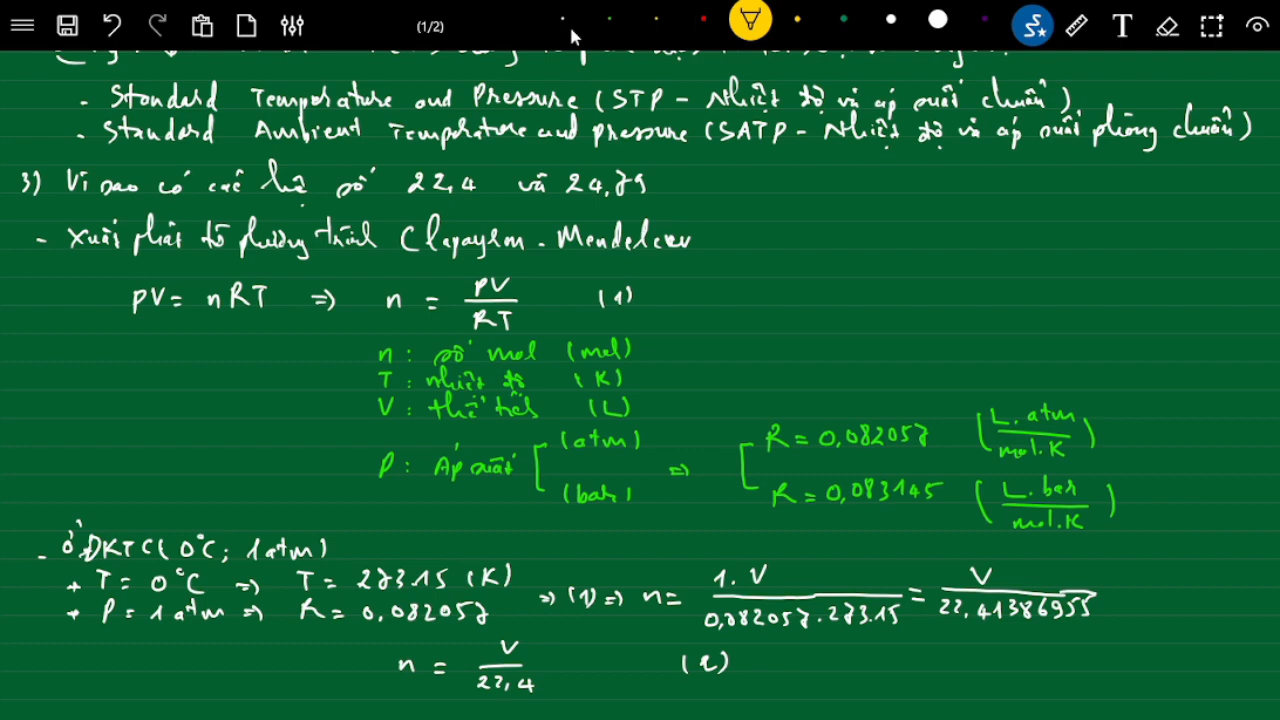 (1/2)
- Standard Temperature and Pressure (STP - Nhiệt độ và áp suất chuẩn)
- Standard Ambient Temperature and pressure (SATP - Nhiệt độ và áp suất phòng chuẩn)
3) Vì sao có các hệ số 22,4 và 24,79
- Xuất phát từ phương trình Clapayron - Mendeleev
pV = nRT => n = PV / RT (1)
n : số mol (mol)
T : nhiệt độ (K)
V : thể tích (L)
P : Áp suất [ (atm) (bar) => [ R = 0,082057 (L.atm / mol.K) R = 0,083145 (L.bar / mol.K)
- Ở ĐKTC (0°C; 1atm)
+ T = 0°C => T = 273.15 (K)
+ P = 1atm => R = 0,082057 => (1) => n = 1.V / 0,082057.273.15 = V / 22,41386955
n = V / 22,4 (2)